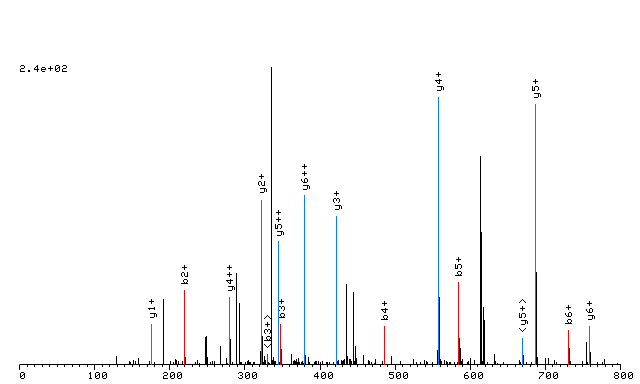 2.4e+02
y1+
b2+
y4++
y2+
<b3+>
y5++
b3+
y6++
y3+
b4+
y4+
b5+
<y5+>
y5+
b6+
y6+
0 100 200 300 400 500 600 700 800